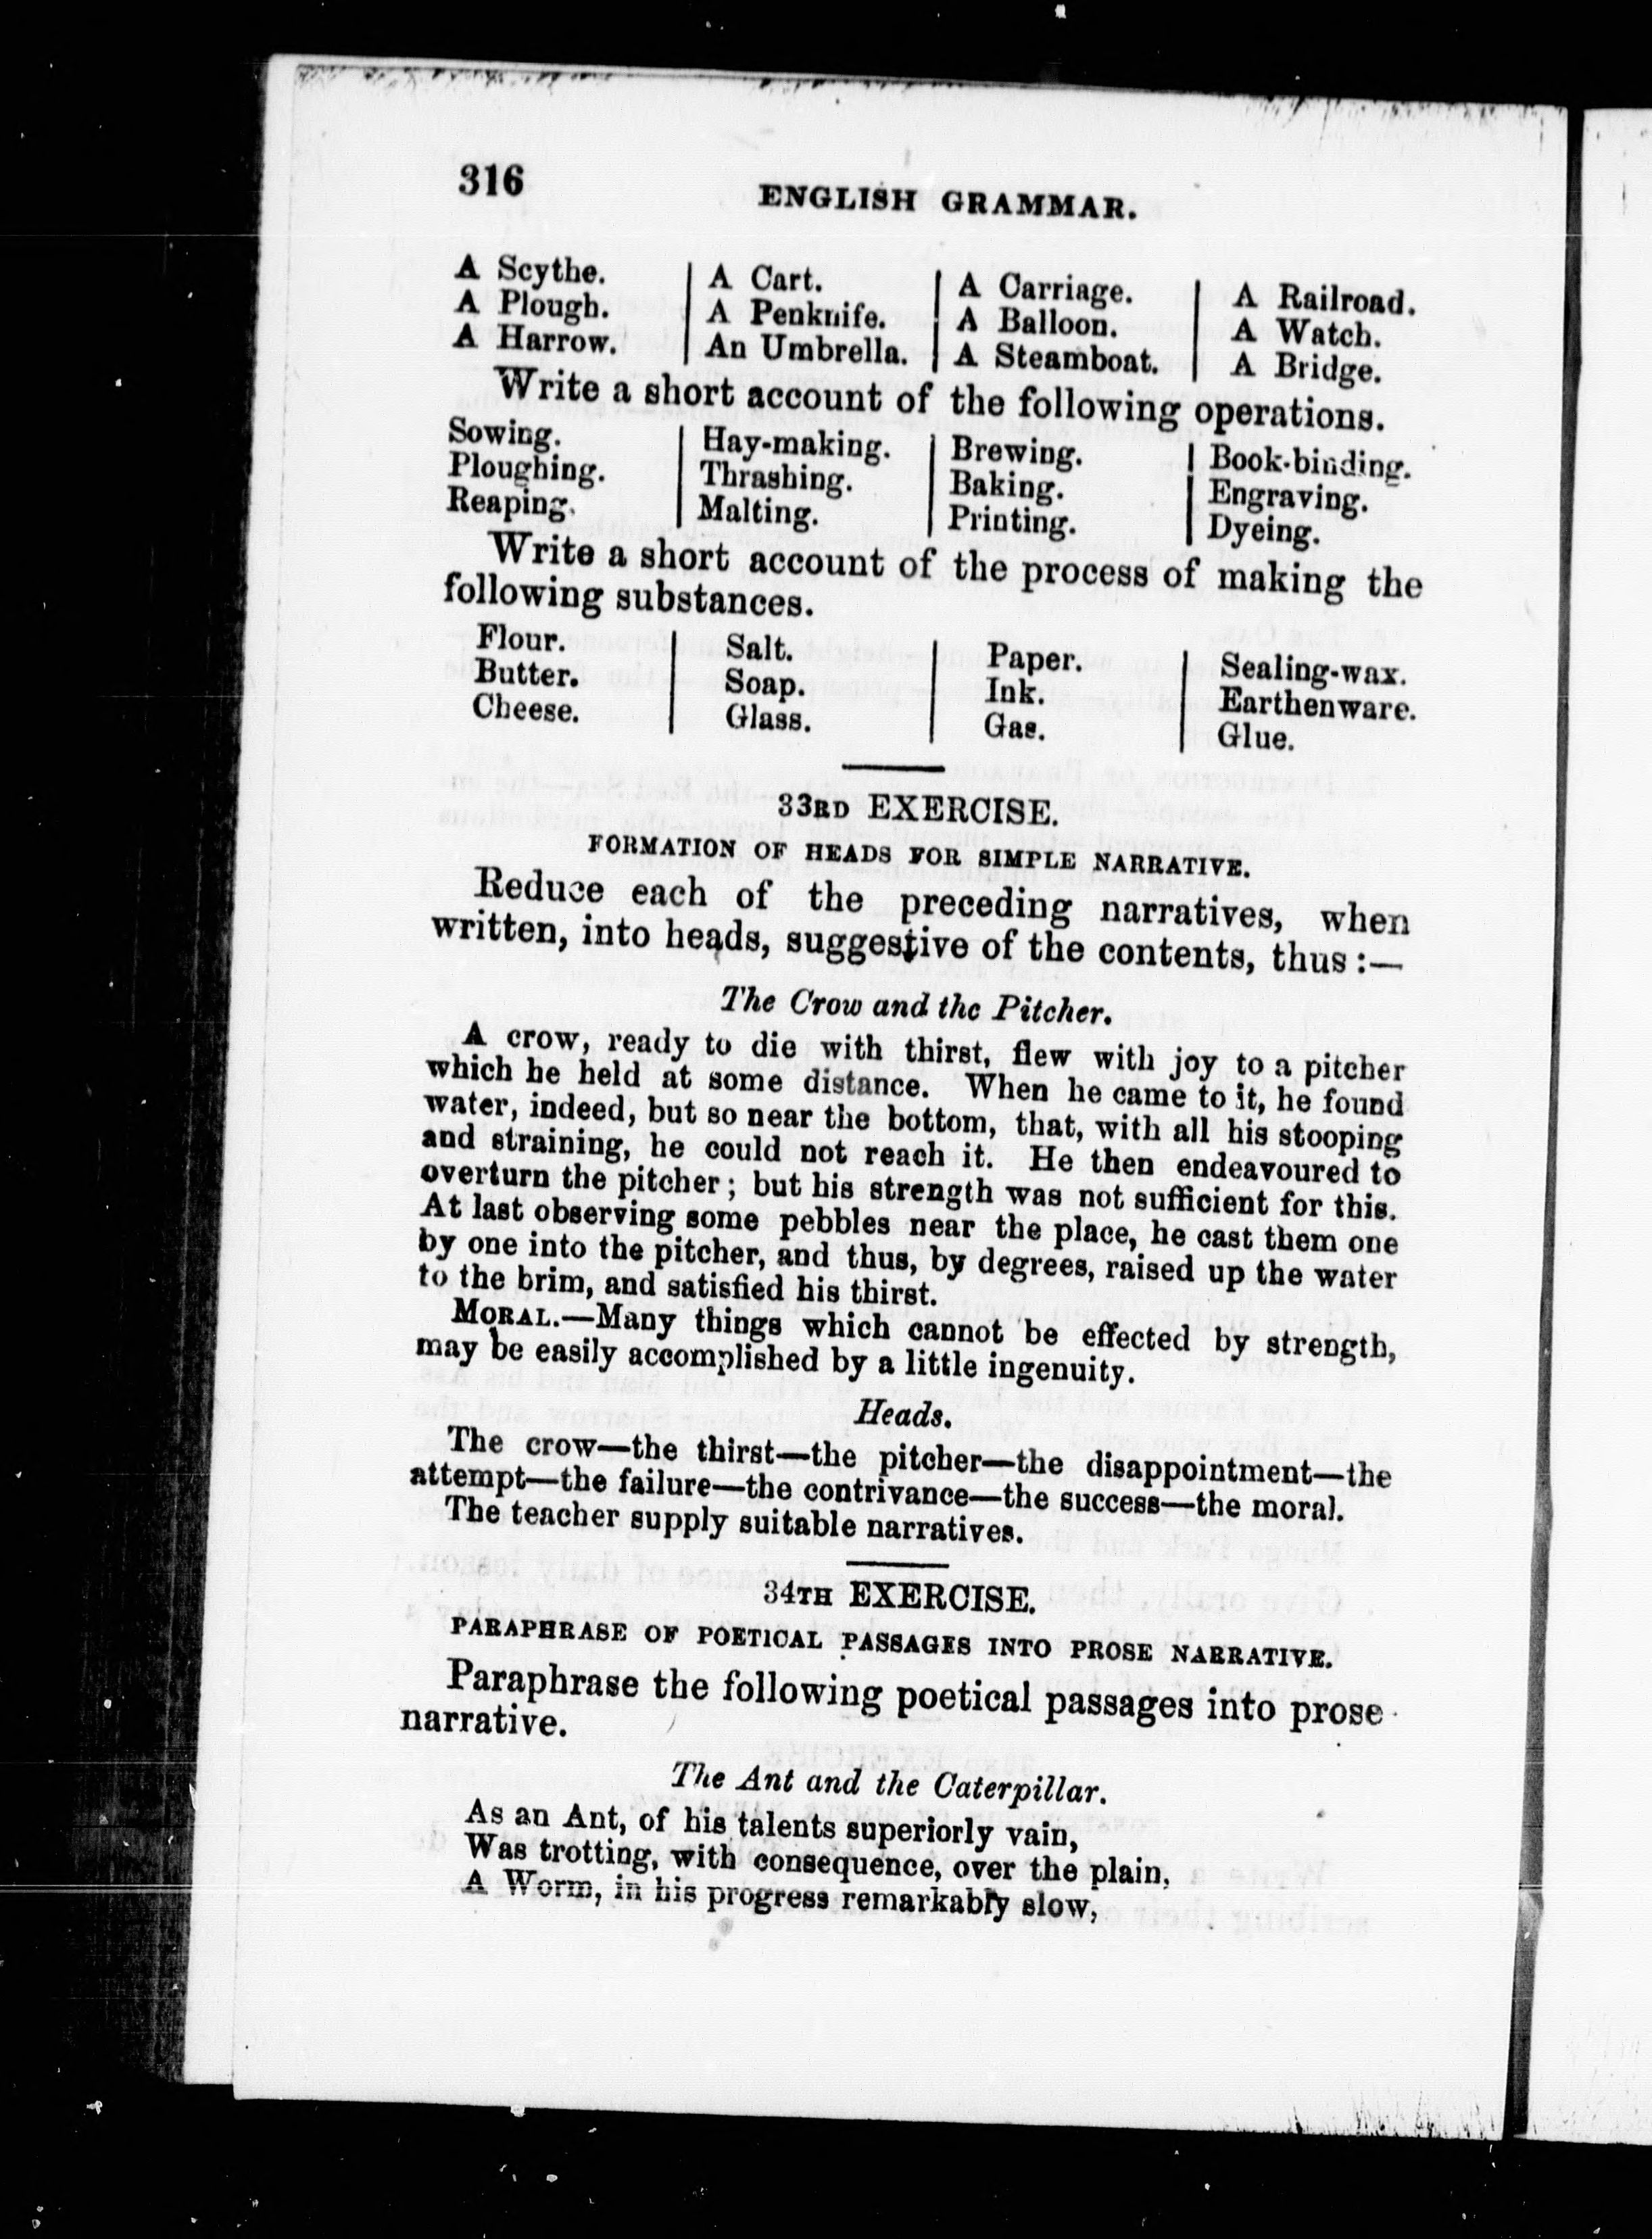 316
ENGLISH GRAMMAR.
A Scythe. | A Cart. | A Carriage. | A Railroad.
A Plough. | A Penknife. | A Balloon. | A Watch.
A Harrow. | An Umbrella. | A Steamboat. | A Bridge.
Write a short account of the following operations.
Sowing. | Hay-making. | Brewing. | Book-binding.
Ploughing. | Thrashing. | Baking. | Engraving.
Reaping. | Malting. | Printing. | Dyeing.
Write a short account of the process of making the
following substances.
Flour. | Salt. | Paper. | Sealing-wax.
Butter. | Soap. | Ink. | Earthenware.
Cheese. | Glass. | Gas. | Glue.
33RD EXERCISE.
FORMATION OF HEADS FOR SIMPLE NARRATIVE.
Reduce each of the preceding narratives, when
written, into heads, suggestive of the contents, thus:—
The Crow and the Pitcher.
A crow, ready to die with thirst, flew with joy to a pitcher
which he held at some distance. When he came to it, he found
water, indeed, but so near the bottom, that, with all his stooping
and straining, he could not reach it. He then endeavoured to
overturn the pitcher; but his strength was not sufficient for this.
At last observing some pebbles near the place, he cast them one
by one into the pitcher, and thus, by degrees, raised up the water
to the brim, and satisfied his thirst.
MORAL.—Many things which cannot be effected by strength,
may be easily accomplished by a little ingenuity.
Heads.
The crow—the thirst—the pitcher—the disappointment—the
attempt—the failure—the contrivance—the success—the moral.
The teacher supply suitable narratives.
34TH EXERCISE.
PARAPHRASE OF POETICAL PASSAGES INTO PROSE NARRATIVE.
Paraphrase the following poetical passages into prose
narrative.
The Ant and the Caterpillar.
As an Ant, of his talents superiorly vain,
Was trotting, with consequence, over the plain,
A Worm, in his progress remarkably slow,